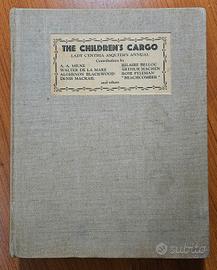 THE CHILDREN'S CARGO
LADY CYNTHIA ASQUITH'S ANNUAL
Contributions by
A. A. MILNE
WALTER DE LA MARE
ALGERNON BLACKWOOD
DENIS MACKAIL
HILAIRE BELLOC
ARTHUR MACHEN
ROSE FYLEMAN
"BEACHCOMBER"
and others
subito